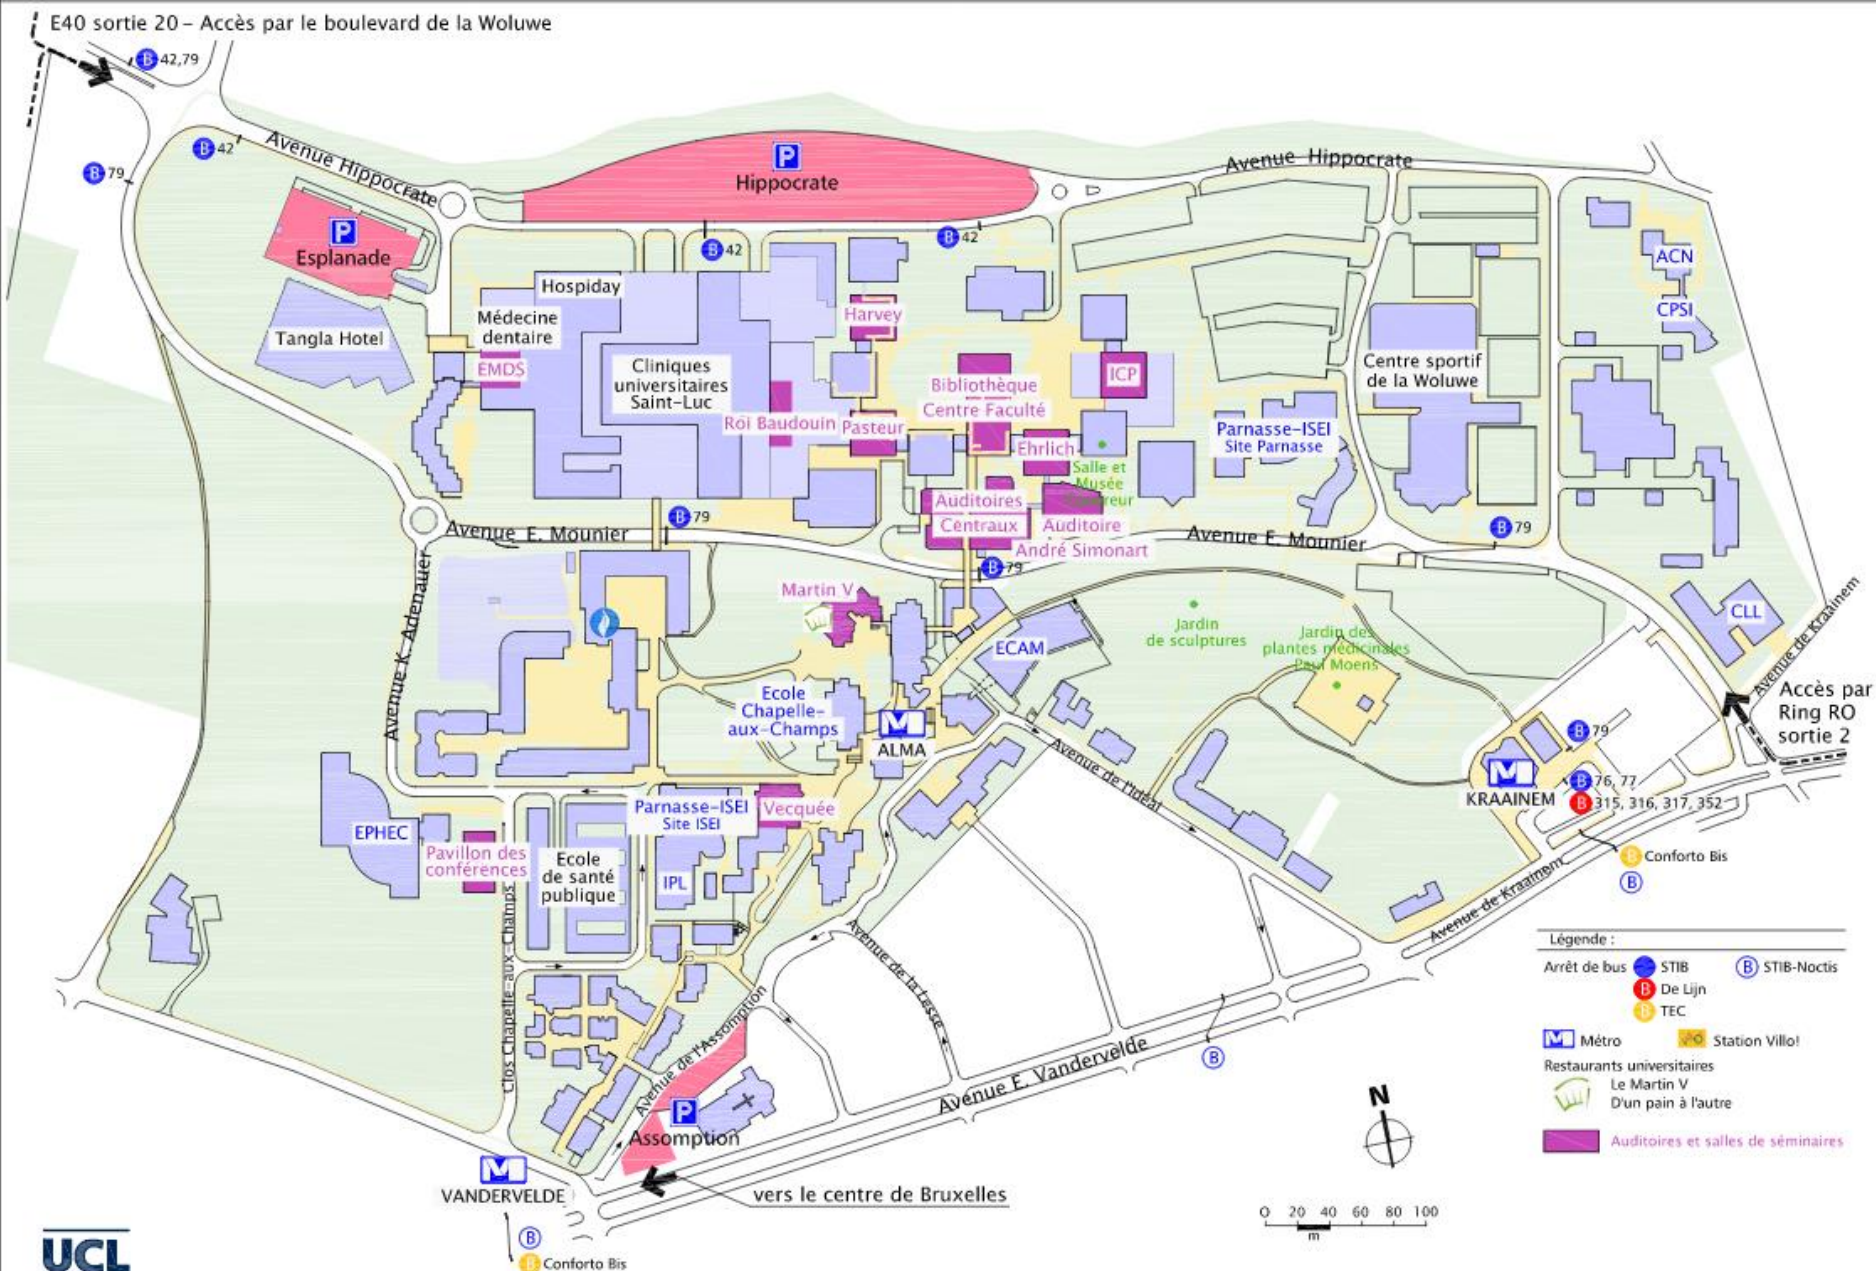 E40 sortie 20 – Accès par le boulevard de la Woluwe
B 42,79
B 42
B 79
Avenue Hippocrate
P
Hippocrate
Avenue Hippocrate
P
Esplanade
B 42
B 42
Tangla Hotel
Hospiday
Médecine
dentaire
EMDS
Cliniques
universitaires
Saint-Luc
Roi Baudouin
Harvey
Pasteur
Bibliothèque
Centre Faculté
ICP
Ehrlich
Salle et
Musée
Auditoires
Centraux
Auditoire
André Simonart
Parnasse-ISEI
Site Parnasse
Centre sportif
de la Woluwe
ACN
CPSI
CLL
Avenue E. Mounier
B 79
Avenue E. Mounier
B 79
B 79
Avenue K. Adenauer
Martin V
ECAM
Jardin
de sculptures
Jardin des
plantes médicinales
Paul Moens
Ecole
Chapelle-
aux-Champs
M
ALMA
Avenue de l'Idéal
Avenue de Kraainem
Accès par
Ring RO
sortie 2
B 79
M
KRAAINEM
B 76, 77
B 315, 316, 317, 352
B Conforto Bis
B
Avenue de Kraainem
EPHEC
Pavillon des
conférences
Ecole
de santé
publique
Parnasse-ISEI
Site ISEI
Vecquée
IPL
Clos Chapelle-aux-Champs
Avenue de la Lesse
Avenue de l'Assomption
P
Assomption
Avenue E. Vandervelde
B
M
VANDERVELDE
vers le centre de Bruxelles
B
B Conforto Bis
UCL
N
0 20 40 60 80 100
m
Légende :
Arrêt de bus B STIB B STIB-Noctis
B De Lijn
B TEC
M Métro Station Villo!
Restaurants universitaires
Le Martin V
D'un pain à l'autre
Auditoires et salles de séminaires